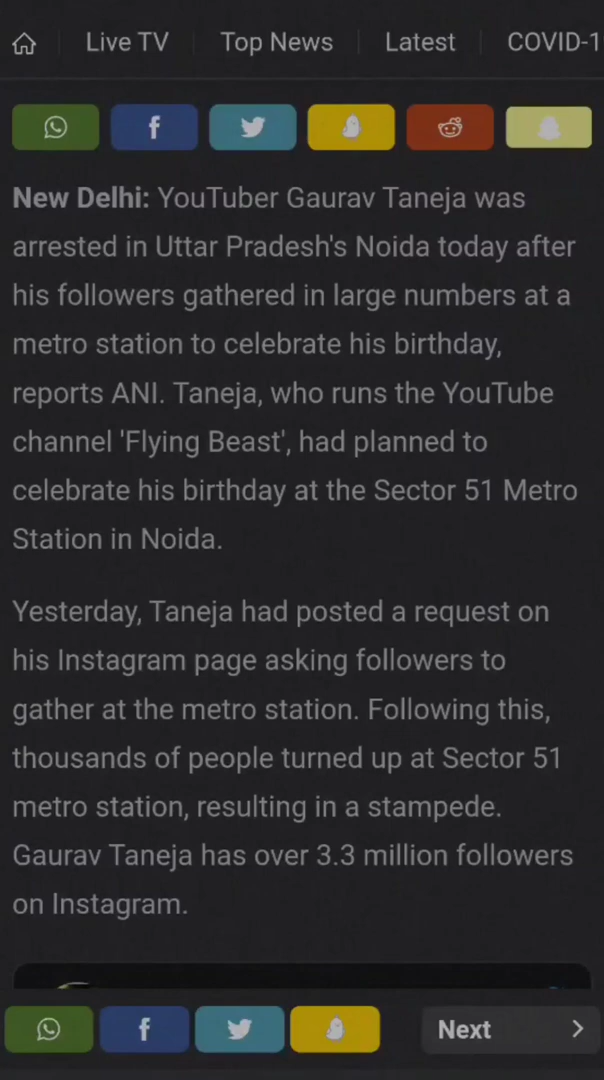 Live TV
Top News
Latest
COVID-1
New Delhi: YouTuber Gaurav Taneja was
arrested in Uttar Pradesh's Noida today after
his followers gathered in large numbers at a
metro station to celebrate his birthday,
reports ANI. Taneja, who runs the YouTube
channel 'Flying Beast', had planned to
celebrate his birthday at the Sector 51 Metro
Station in Noida.
Yesterday, Taneja had posted a request on
his Instagram page asking followers to
gather at the metro station. Following this,
thousands of people turned up at Sector 51
metro station, resulting in a stampede.
Gaurav Taneja has over 3.3 million followers
on Instagram.
Next